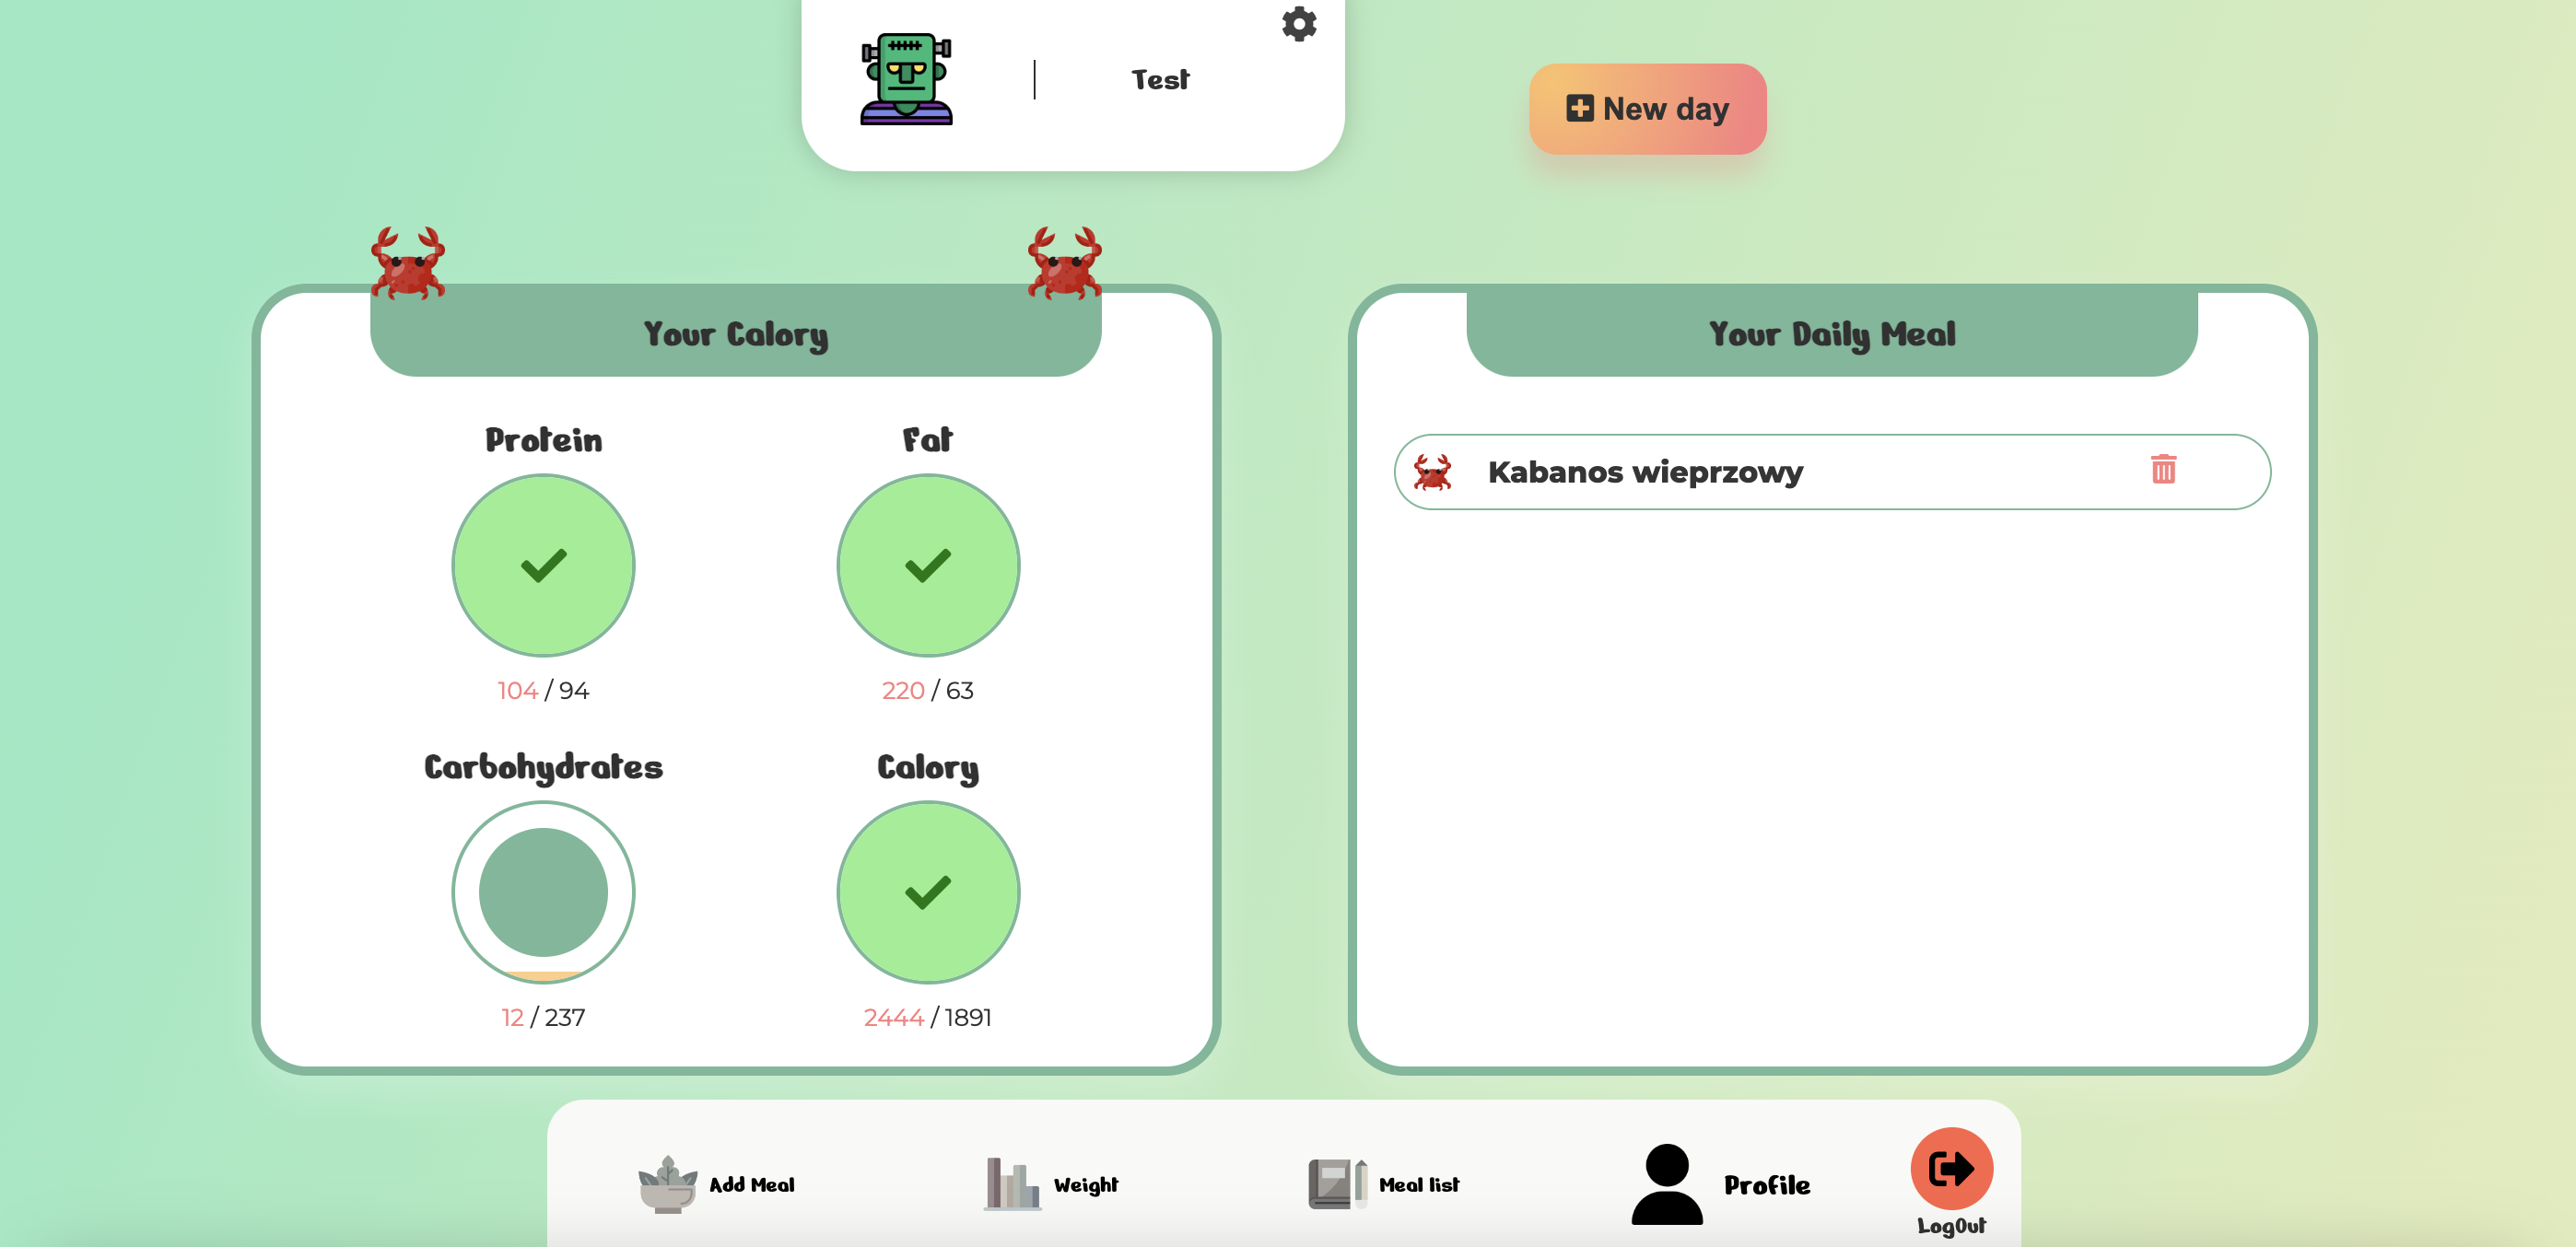 Test
New day
Your Calory
Protein
Fat
104 / 94
220 / 63
Carbohydrates
Calory
12 / 237
2444 / 1891
Your Daily Meal
Kabanos wieprzowy
Add Meal
Weight
Meal list
Profile
LogOut